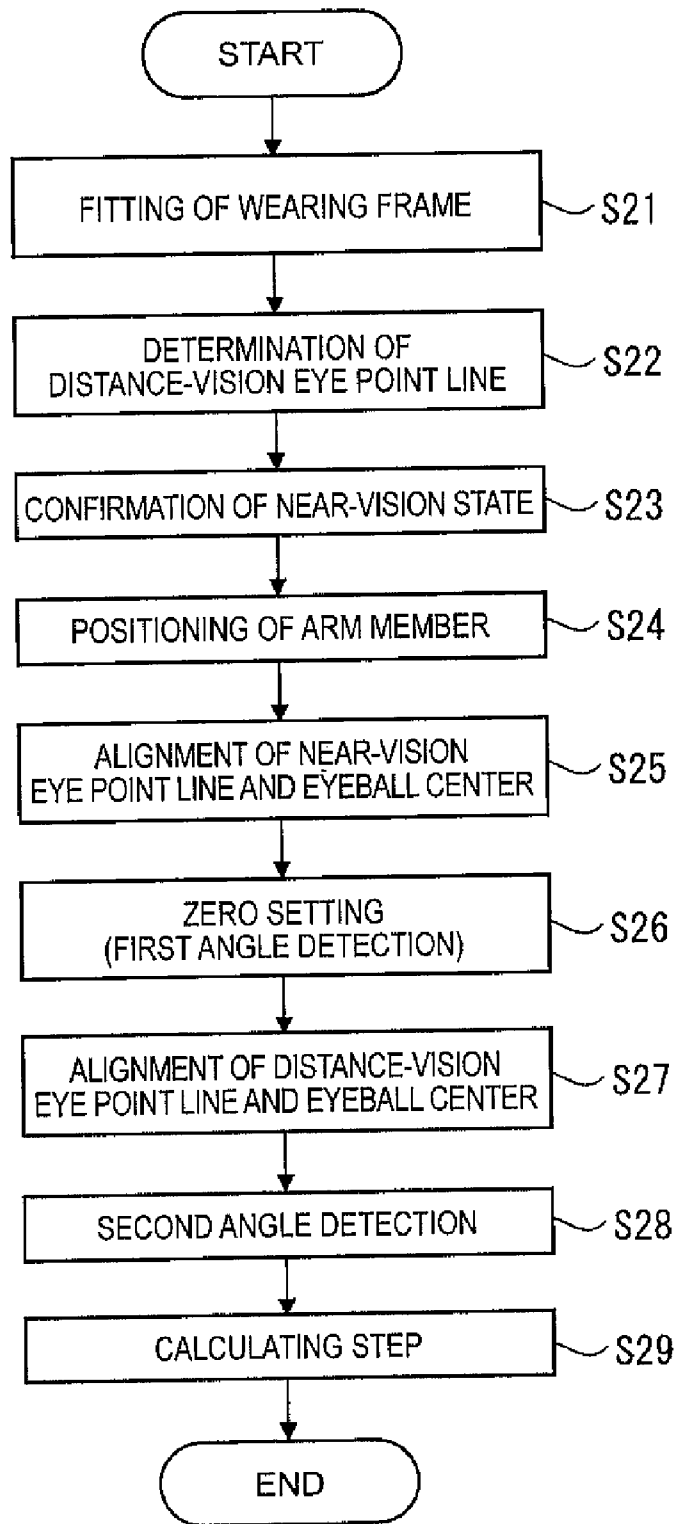 START
FITTING OF WEARING FRAME
S21
DETERMINATION OF
DISTANCE-VISION EYE POINT LINE
S22
CONFIRMATION OF NEAR-VISION STATE
S23
POSITIONING OF ARM MEMBER
S24
ALIGNMENT OF NEAR-VISION
EYE POINT LINE AND EYEBALL CENTER
S25
ZERO SETTING
(FIRST ANGLE DETECTION)
S26
ALIGNMENT OF DISTANCE-VISION
EYE POINT LINE AND EYEBALL CENTER
S27
SECOND ANGLE DETECTION
S28
CALCULATING STEP
S29
END